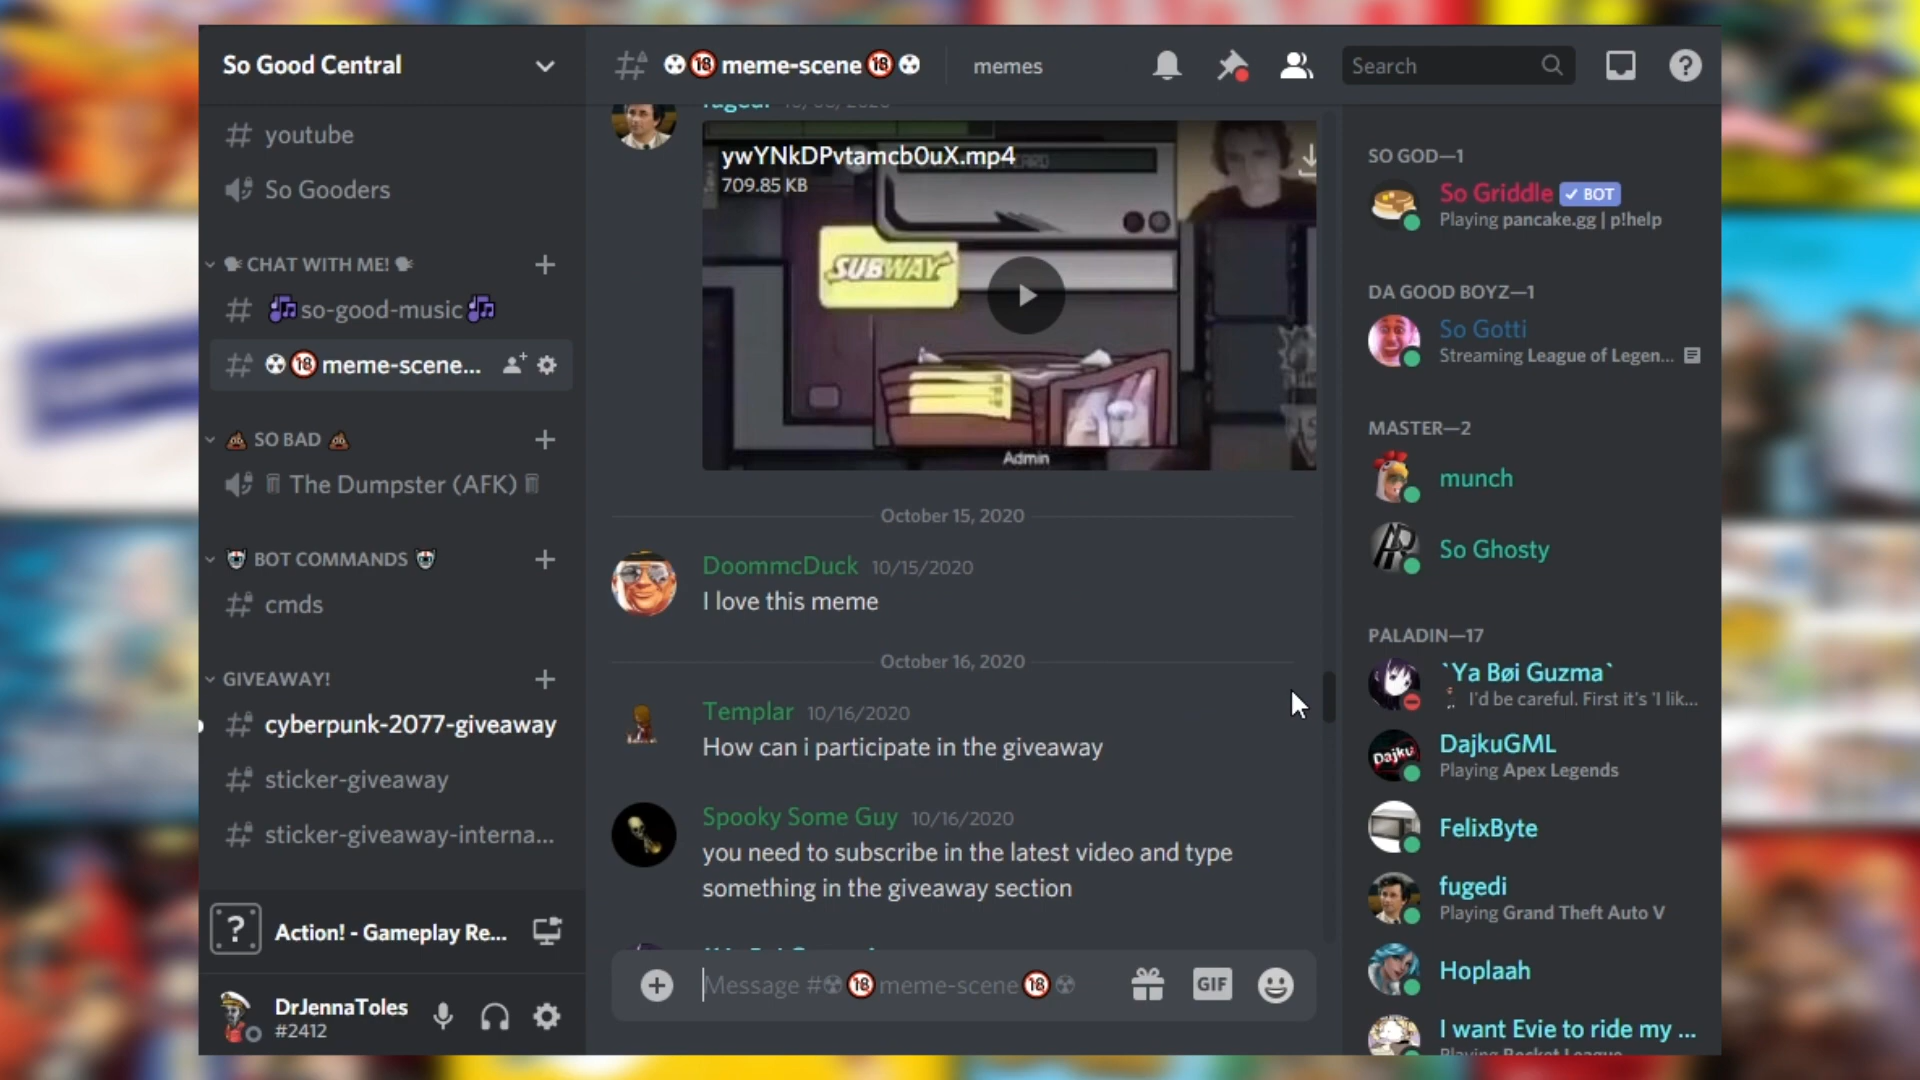 So Good Central
youtube
So Gooders
CHAT WITH ME!
so-good-music
meme-scene...
SO BAD
The Dumpster (AFK)
BOT COMMANDS
cmds
GIVEAWAY!
cyberpunk-2077-giveaway
sticker-giveaway
sticker-giveaway-interna...
Action! - Gameplay Re...
DrJennaToles
#2412
🔞meme-scene🔞
memes
Search
fugedi
ywYNkDPvtamcb0uX.mp4
709.85 KB
SUBWAY
Admin
October 15, 2020
DoommcDuck 10/15/2020
I love this meme
October 16, 2020
Templar 10/16/2020
How can i participate in the giveaway
Spooky Some Guy 10/16/2020
you need to subscribe in the latest video and type
something in the giveaway section
Message #☢🔞meme-scene🔞☢
GIF
SO GOD—1
So Griddle ✓ BOT
Playing pancake.gg | p!help
DA GOOD BOYZ—1
So Gotti
Streaming League of Legen...
MASTER—2
munch
So Ghosty
PALADIN—17
`Ya Bøi Guzma`
I'd be careful. First it's 'I lik...
Dajku
DajkuGML
Playing Apex Legends
FelixByte
fugedi
Playing Grand Theft Auto V
Hoplaah
I want Evie to ride my ...
Playing Rocket League